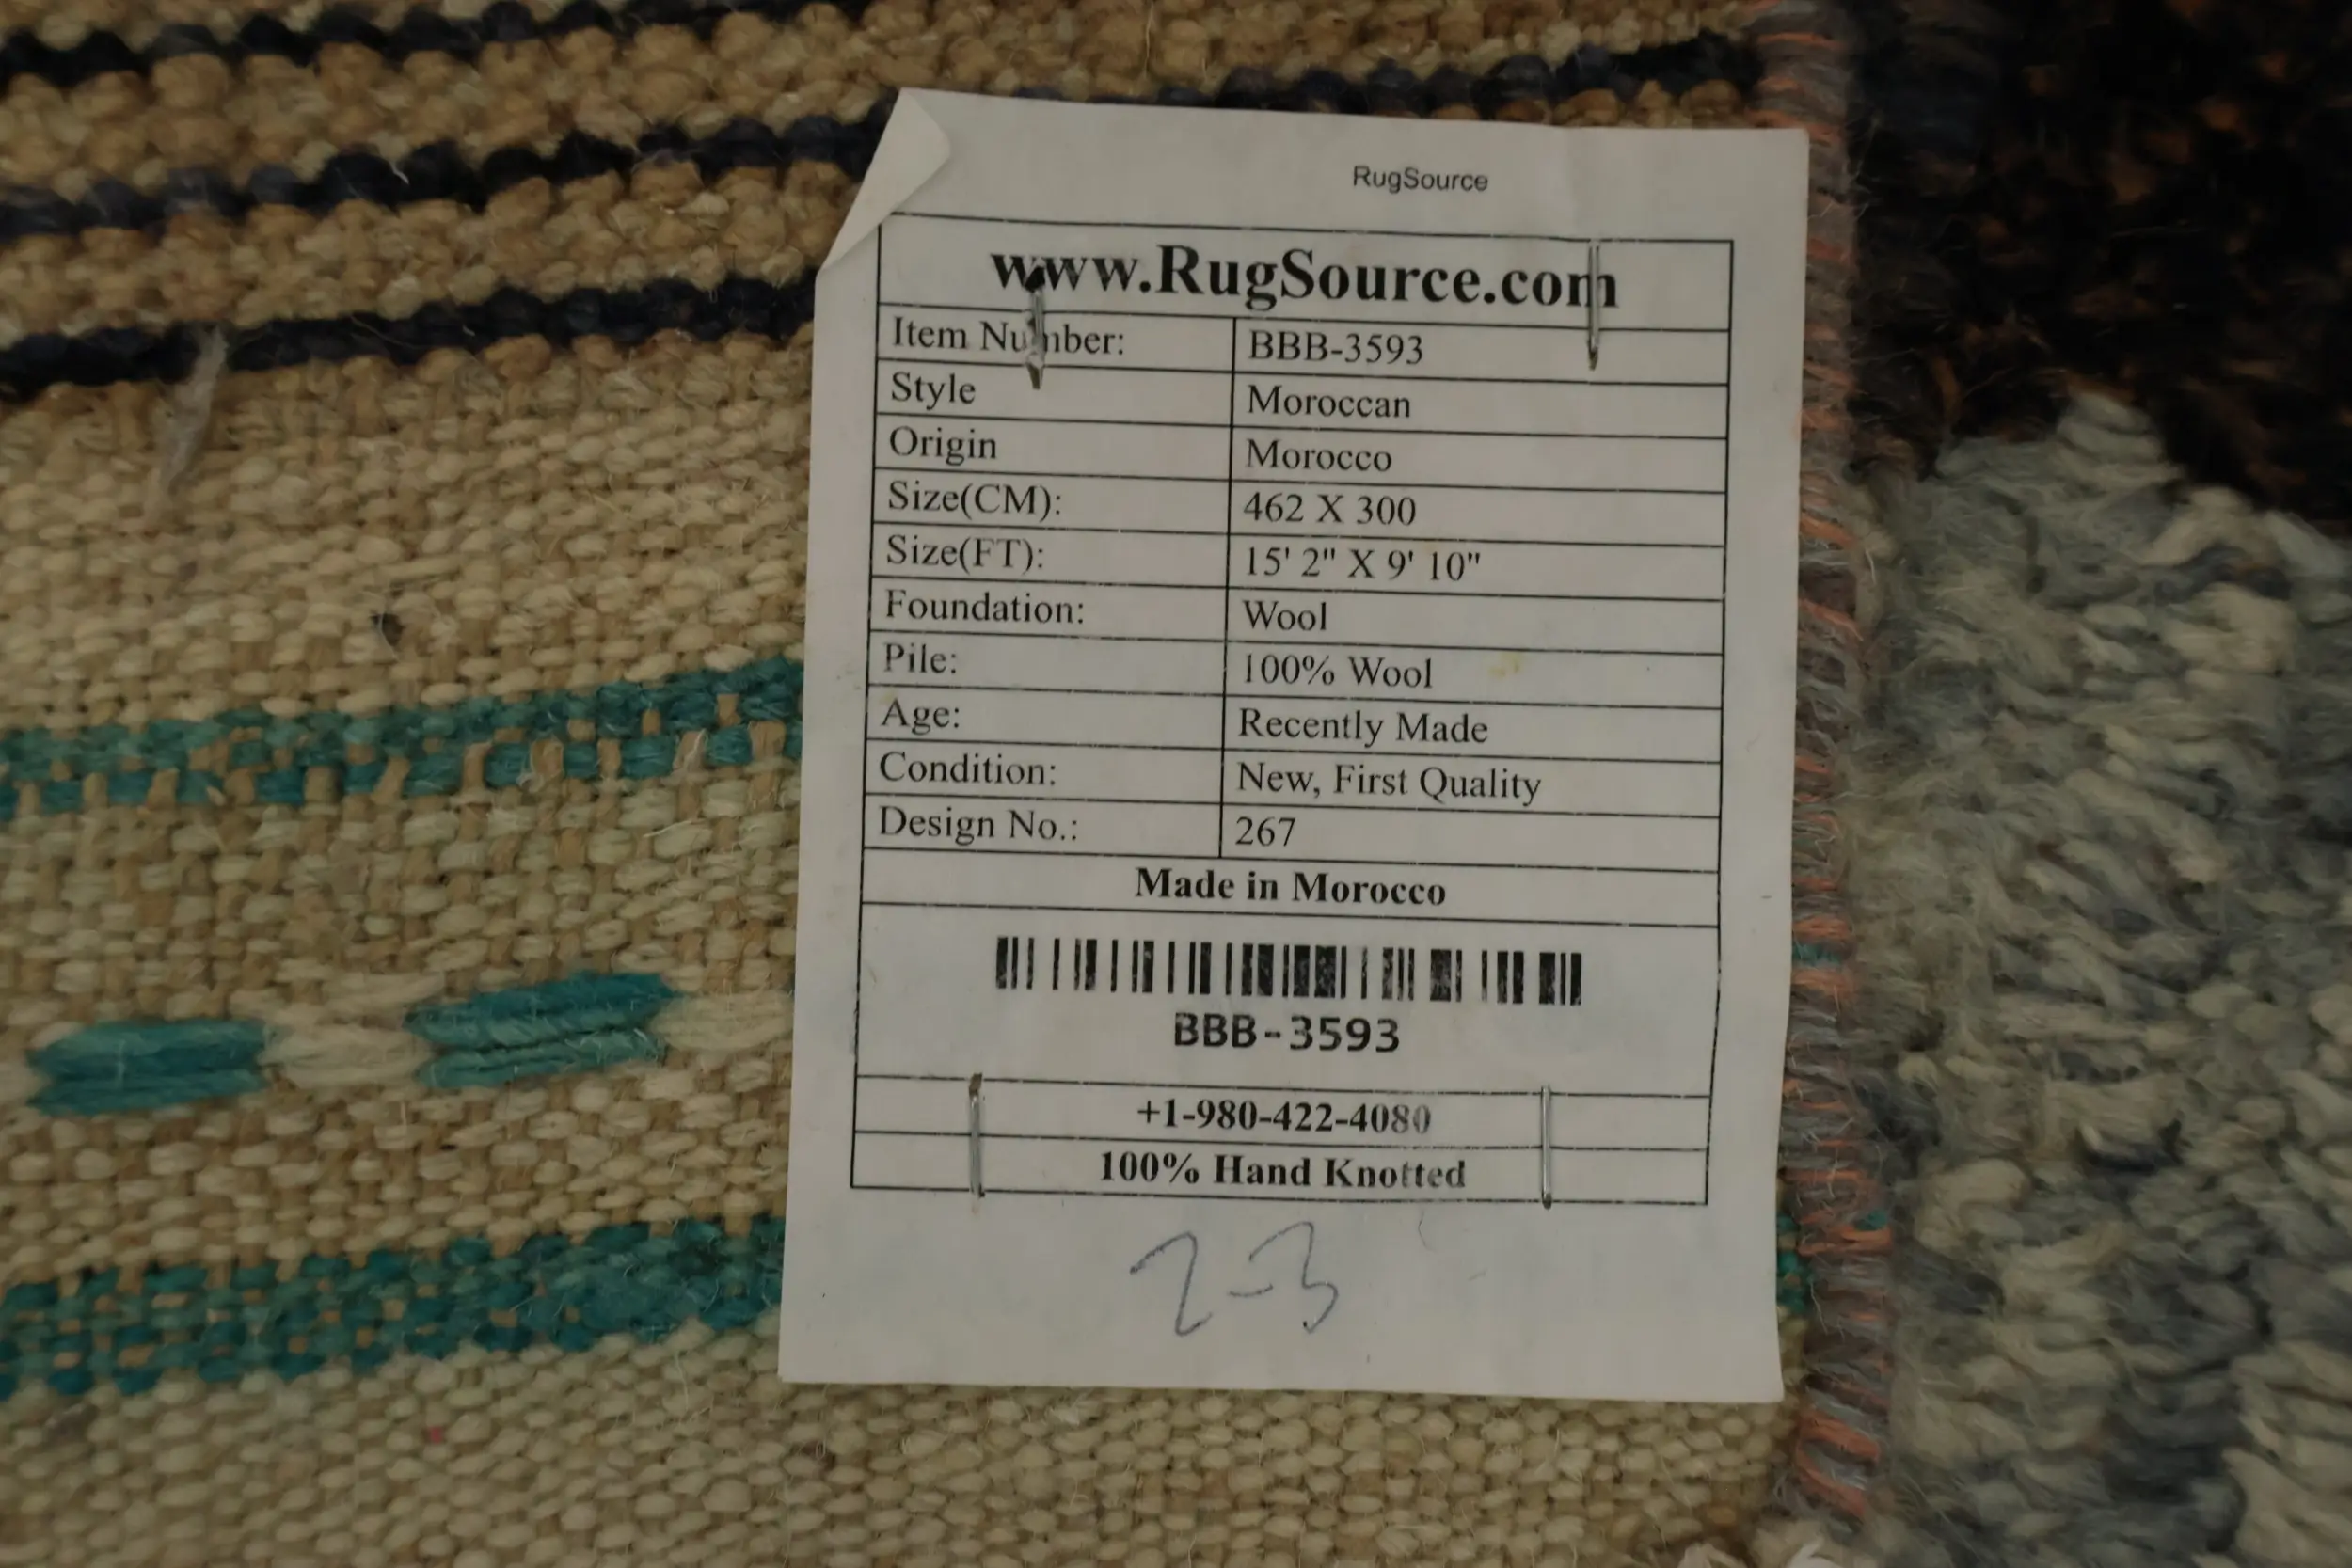 RugSource
www.RugSource.com
Item Number: BBB-3593
Style Moroccan
Origin Morocco
Size(CM): 462 X 300
Size(FT): 15' 2" X 9' 10"
Foundation: Wool
Pile: 100% Wool
Age: Recently Made
Condition: New, First Quality
Design No.: 267
Made in Morocco
BBB-3593
+1-980-422-4080
100% Hand Knotted
2-3